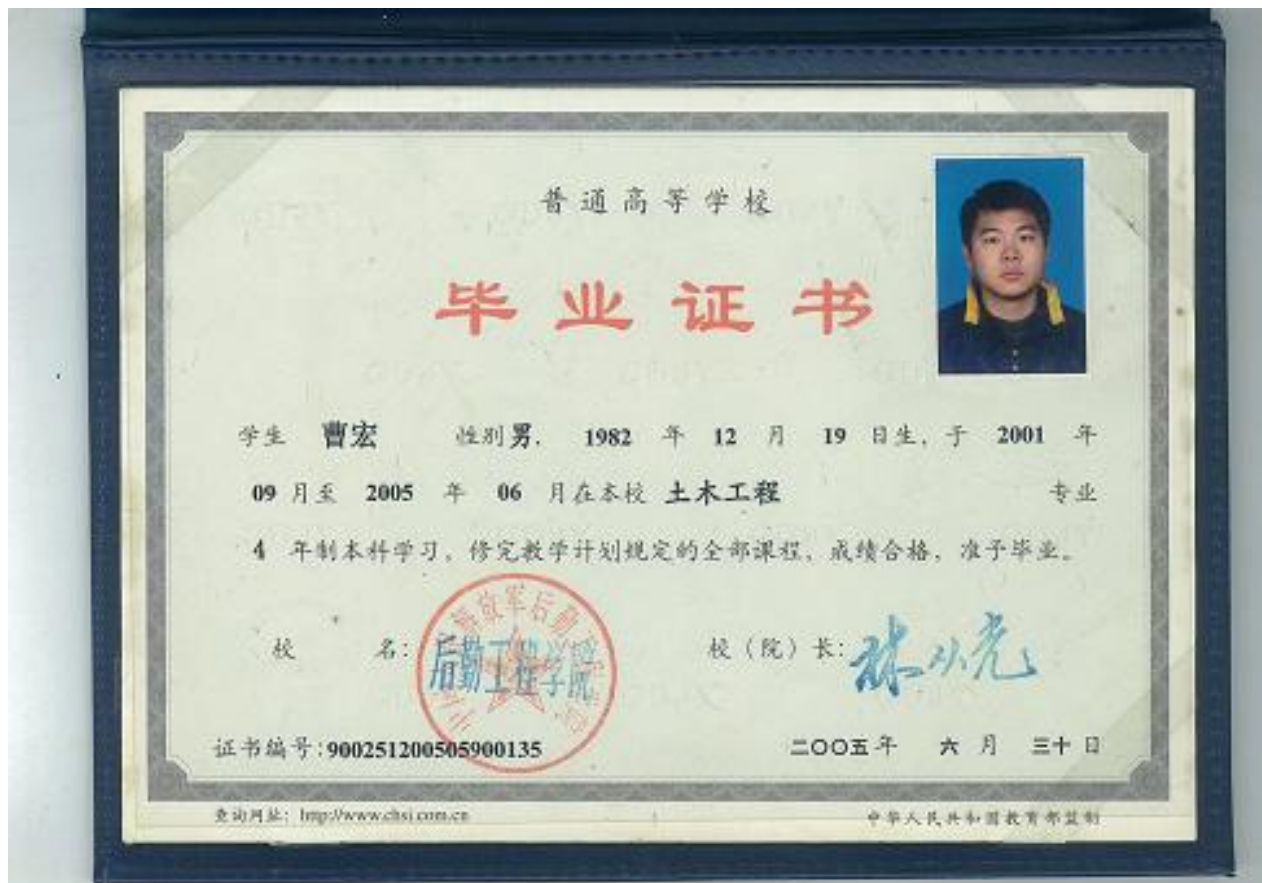 普通高等学校
毕业证书
学生 曹宏 性别男, 1982 年 12 月 19 日生, 于 2001 年
09 月至 2005 年 06 月在本校 土木工程 专业
4 年制本科学习, 修完教学计划规定的全部课程, 成绩合格, 准予毕业。
校 名: 后勤工程学院 校（院）长: 林从光
证书编号: 900251200505900135 二〇〇五年 六 月 三十 日
查询网址: http://www.chsi.com.cn 中华人民共和国教育部监制